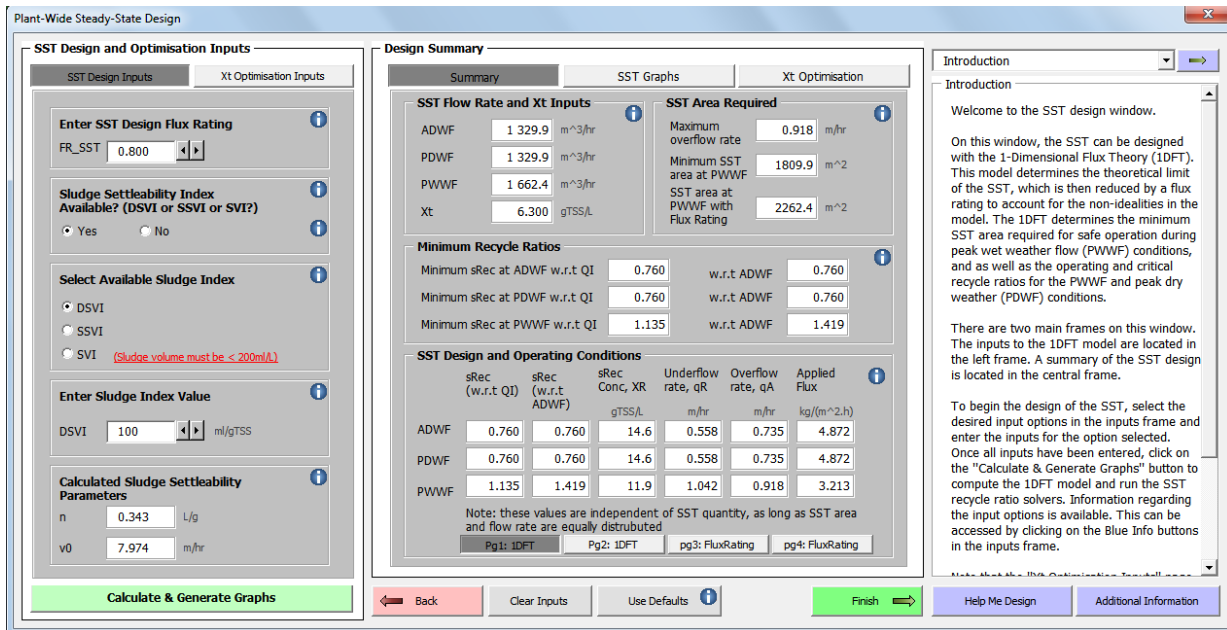 Plant-Wide Steady-State Design
x
SST Design and Optimisation Inputs
SST Design Inputs
Xt Optimisation Inputs
Enter SST Design Flux Rating
FR_SST
0.800
Sludge Settleability Index
Available? (DSVI or SSVI or SVI?)
Yes
No
Select Available Sludge Index
DSVI
SSVI
SVI
(Sludge volume must be < 200ml/L)
Enter Sludge Index Value
DSVI
100
ml/gTSS
Calculated Sludge Settleability
Parameters
n
0.343
L/g
v0
7.974
m/hr
Calculate & Generate Graphs
Design Summary
Summary
SST Graphs
Xt Optimisation
SST Flow Rate and Xt Inputs
ADWF
1 329.9
m^3/hr
PDWF
1 329.9
m^3/hr
PWWF
1 662.4
m^3/hr
Xt
6.300
gTSS/L
SST Area Required
Maximum
overflow rate
0.918
m/hr
Minimum SST
area at PWWF
1809.9
m^2
SST area at
PWWF with
Flux Rating
2262.4
m^2
Minimum Recycle Ratios
Minimum sRec at ADWF w.r.t QI
0.760
w.r.t ADWF
0.760
Minimum sRec at PDWF w.r.t QI
0.760
w.r.t ADWF
0.760
Minimum sRec at PWWF w.r.t QI
1.135
w.r.t ADWF
1.419
SST Design and Operating Conditions
sRec
(w.r.t QI)
sRec
(w.r.t
ADWF)
sRec
Conc, XR
gTSS/L
Underflow
rate, qR
m/hr
Overflow
rate, qA
m/hr
Applied
Flux
kg/(m^2.h)
ADWF
0.760
0.760
14.6
0.558
0.735
4.872
PDWF
0.760
0.760
14.6
0.558
0.735
4.872
PWWF
1.135
1.419
11.9
1.042
0.918
3.213
Note: these values are independent of SST quantity, as long as SST area
and flow rate are equally distrubuted
Pg1: 1DFT
Pg2: 1DFT
pg3: FluxRating
pg4: FluxRating
Back
Clear Inputs
Use Defaults
Finish
Introduction
Introduction
Welcome to the SST design window.
On this window, the SST can be designed
with the 1-Dimensional Flux Theory (1DFT).
This model determines the theoretical limit
of the SST, which is then reduced by a flux
rating to account for the non-idealities in the
model. The 1DFT determines the minimum
SST area required for safe operation during
peak wet weather flow (PWWF) conditions,
and as well as the operating and critical
recycle ratios for the PWWF and peak dry
weather (PDWF) conditions.
There are two main frames on this window.
The inputs to the 1DFT model are located in
the left frame. A summary of the SST design
is located in the central frame.
To begin the design of the SST, select the
desired input options in the inputs frame and
enter the inputs for the option selected.
Once all inputs have been entered, click on
the "Calculate & Generate Graphs" button to
compute the 1DFT model and run the SST
recycle ratio solvers. Information regarding
the input options is available. This can be
accessed by clicking on the Blue Info buttons
in the inputs frame.
Note that the "Xt Optimisation Inputs" page
Help Me Design
Additional Information